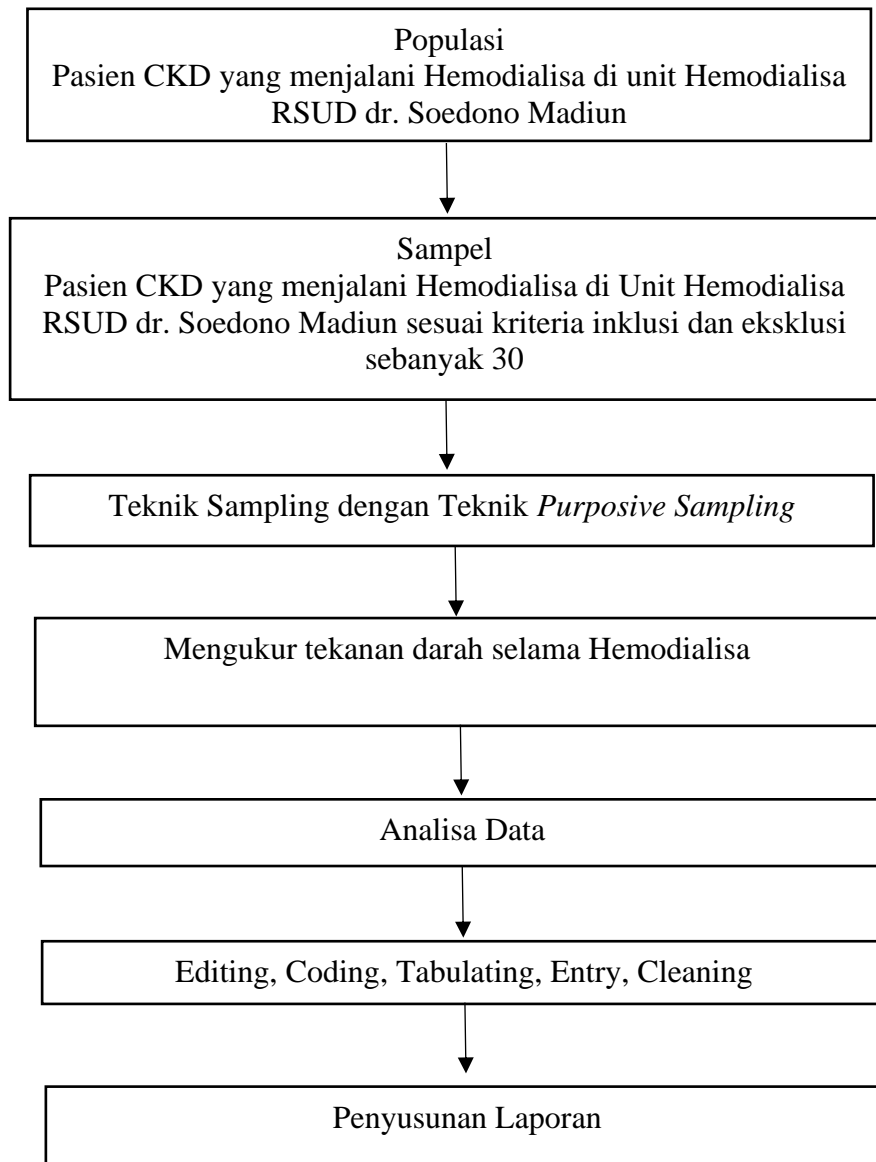 Populasi
Pasien CKD yang menjalani Hemodialisa di unit Hemodialisa
RSUD dr. Soedono Madiun
Sampel
Pasien CKD yang menjalani Hemodialisa di Unit Hemodialisa
RSUD dr. Soedono Madiun sesuai kriteria inklusi dan eksklusi
sebanyak 30
Teknik Sampling dengan Teknik Purposive Sampling
Mengukur tekanan darah selama Hemodialisa
Analisa Data
Editing, Coding, Tabulating, Entry, Cleaning
Penyusunan Laporan